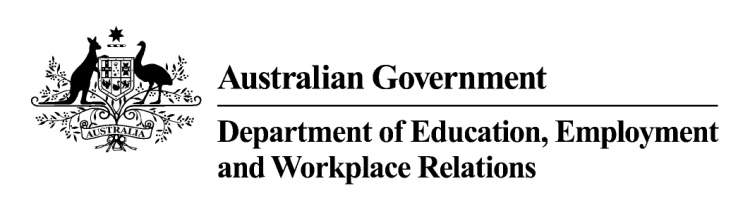 AUSTRALIA
Australian Government
Department of Education, Employment
and Workplace Relations